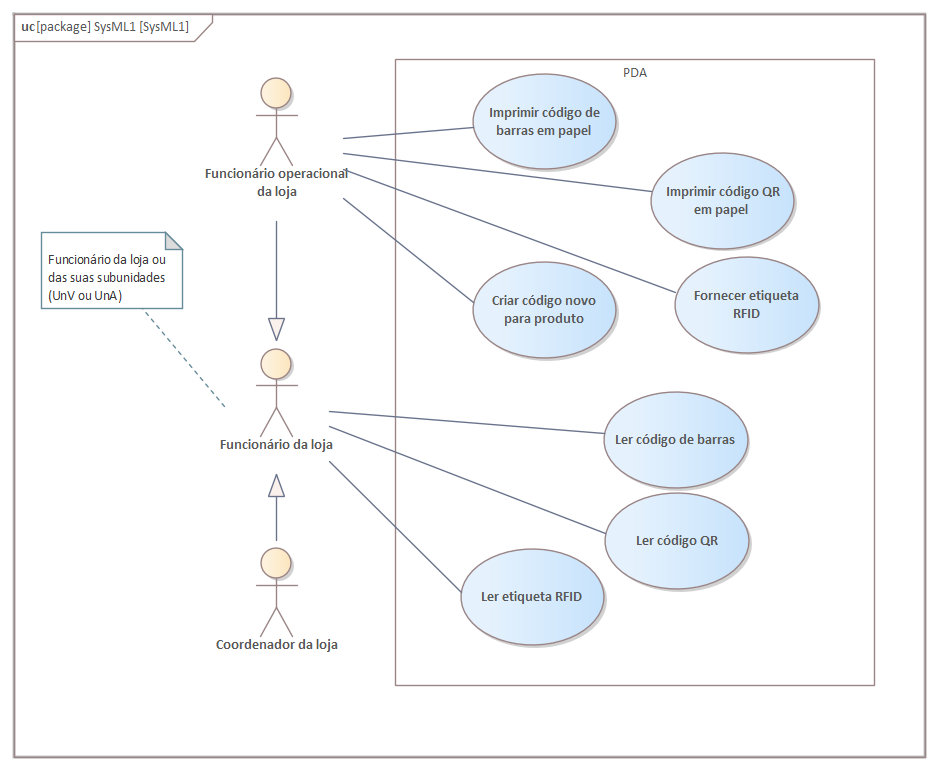 uc [package] SysML1 [SysML1]
PDA
Imprimir código de
barras em papel
Funcionário operacional
da loja
Imprimir código QR
em papel
Funcionário da loja ou
das suas subunidades
(UnV ou UnA)
Criar código novo
para produto
Fornecer etiqueta
RFID
Funcionário da loja
Ler código de barras
Ler código QR
Ler etiqueta RFID
Coordenador da loja